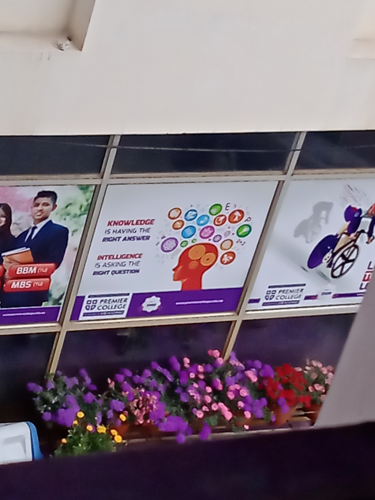 BBM
MBS
KNOWLEDGE
IS HAVING THE
RIGHT ANSWER
INTELLIGENCE
IS ASKING THE
RIGHT QUESTION
PREMIER
COLLEGE
PREMIER
COLLEGE